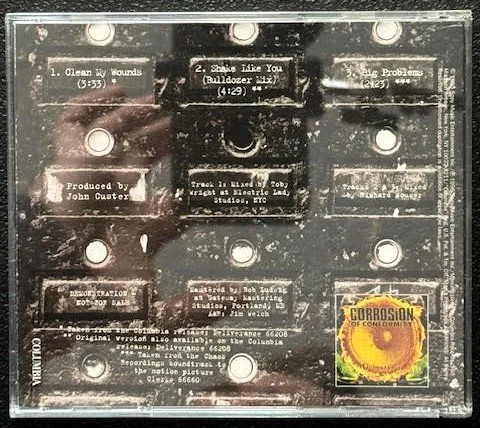 1. Clean My Wounds
(3:33) *
2. Shake Like You
(Bulldozer Mix)
(4:29) **
3. Big Problems
(2:23) ***
Produced by
John Custer
Track 1: Mixed by Toby
Wright at Electric Lady
Studios, NYC
Tracks 2 & 3: Mixed
by Richard
DEMONSTRATION
NOT FOR SALE
Mastered by: Bob Ludwig
at Gateway Mastering
Studios, Portland, ME
A&R: Jim Welch
* Taken from the Columbia release; Deliverance 66208
** Original version also available on the Columbia
release; Deliverance 66208
*** Taken from the Chaos
Recordings soundtrack to
the motion picture
Clerks 66660
COLUMBIA
CORROSION
OF CONFORMITY